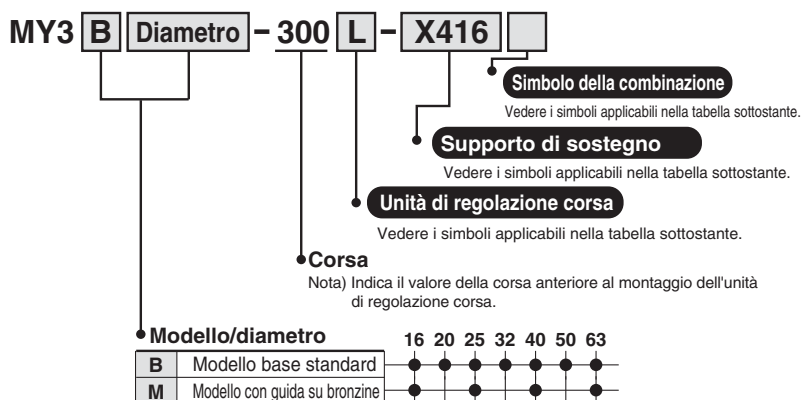 MY3 B Diametro - 300 L - X416
Simbolo della combinazione
Vedere i simboli applicabili nella tabella sottostante.
Supporto di sostegno
Vedere i simboli applicabili nella tabella sottostante.
Unità di regolazione corsa
Vedere i simboli applicabili nella tabella sottostante.
Corsa
Nota) Indica il valore della corsa anteriore al montaggio dell'unità
di regolazione corsa.
Modello/diametro 16 20 25 32 40 50 63
B Modello base standard
M Modello con guida su bronzine